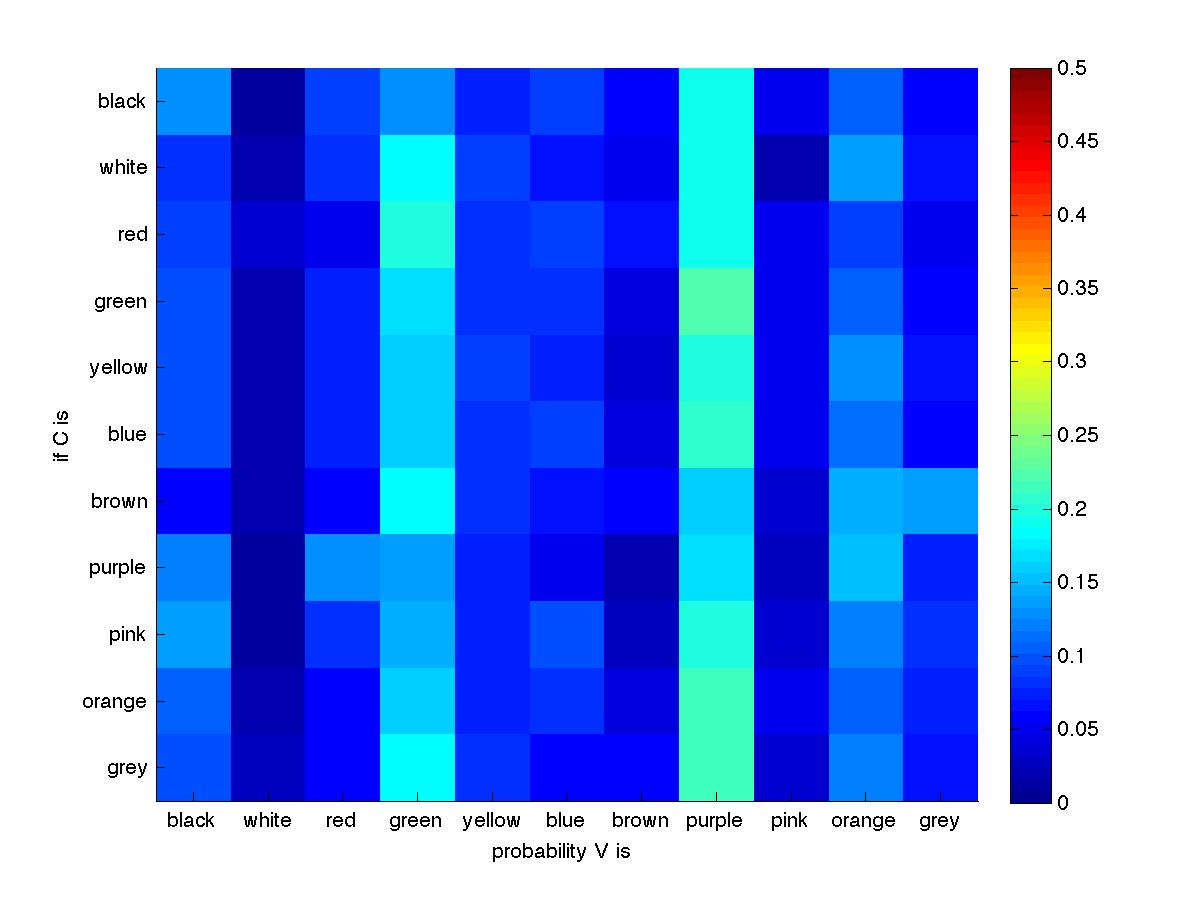 black
white
red
green
yellow
blue
brown
purple
pink
orange
grey
if C is
black white red green yellow blue brown purple pink orange grey
probability V is
0.5
0.45
0.4
0.35
0.3
0.25
0.2
0.15
0.1
0.05
0